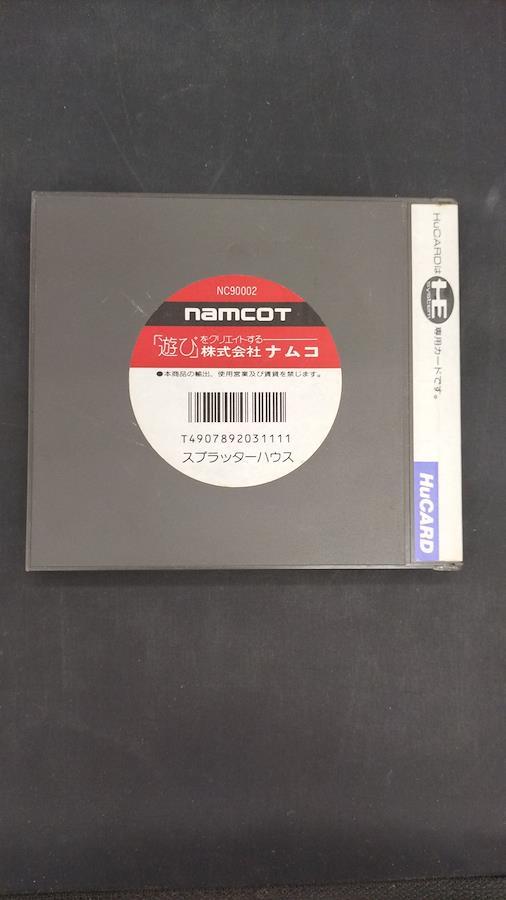 NC90002
namcot
「遊び」をクリエイトする
株式会社ナムコ
●本商品の輸出、使用営業及び賃貸を禁じます。
T4907892031111
スプラッターハウス
HuCARDは HE system 専用カードです。
HuCARD